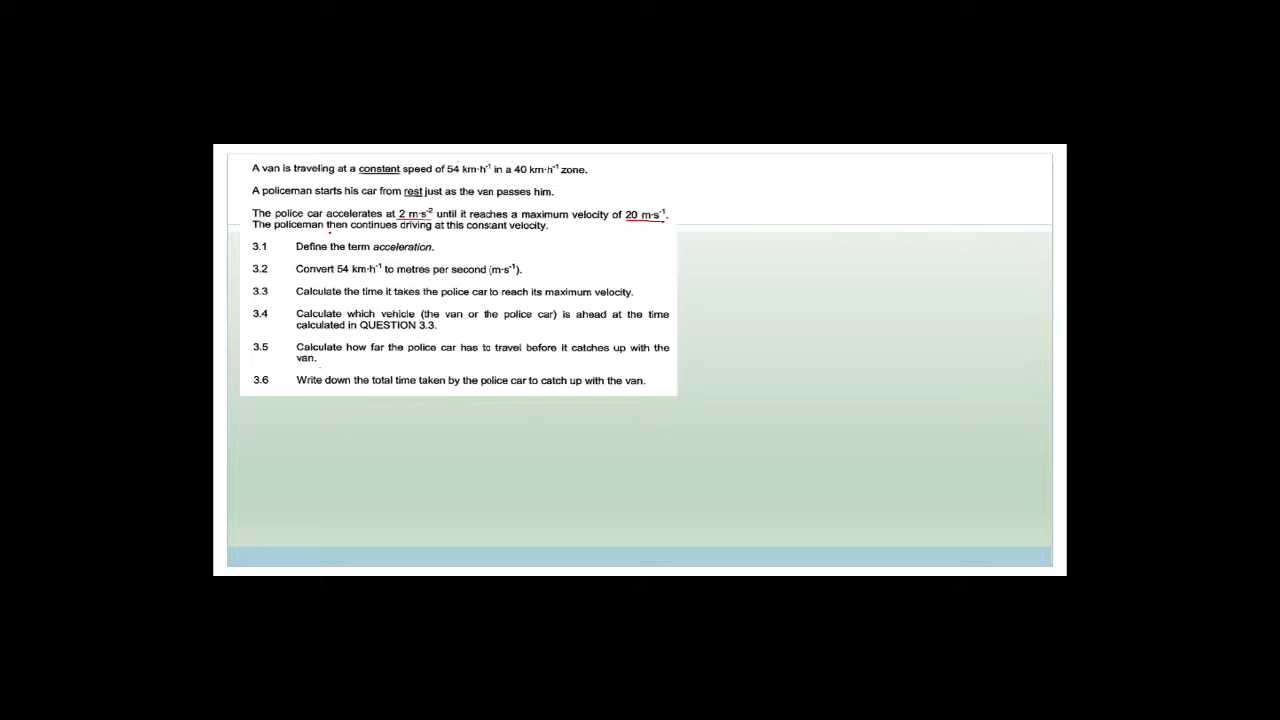 A van is traveling at a constant speed of 54 km·h⁻¹ in a 40 km·h⁻¹ zone.
A policeman starts his car from rest just as the van passes him.
The police car accelerates at 2 m·s⁻² until it reaches a maximum velocity of 20 m·s⁻¹.
The policeman then continues driving at this constant velocity.
3.1 Define the term acceleration.
3.2 Convert 54 km·h⁻¹ to metres per second (m·s⁻¹).
3.3 Calculate the time it takes the police car to reach its maximum velocity.
3.4 Calculate which vehicle (the van or the police car) is ahead at the time
calculated in QUESTION 3.3.
3.5 Calculate how far the police car has to travel before it catches up with the
van.
3.6 Write down the total time taken by the police car to catch up with the van.